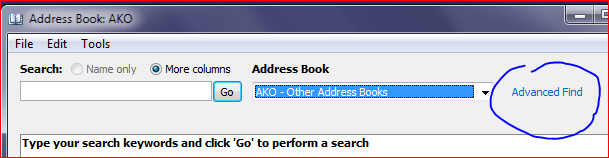 Address Book: AKO
File Edit Tools
Search: Name only More columns Address Book
Go AKO - Other Address Books Advanced Find
Type your search keywords and click 'Go' to perform a search